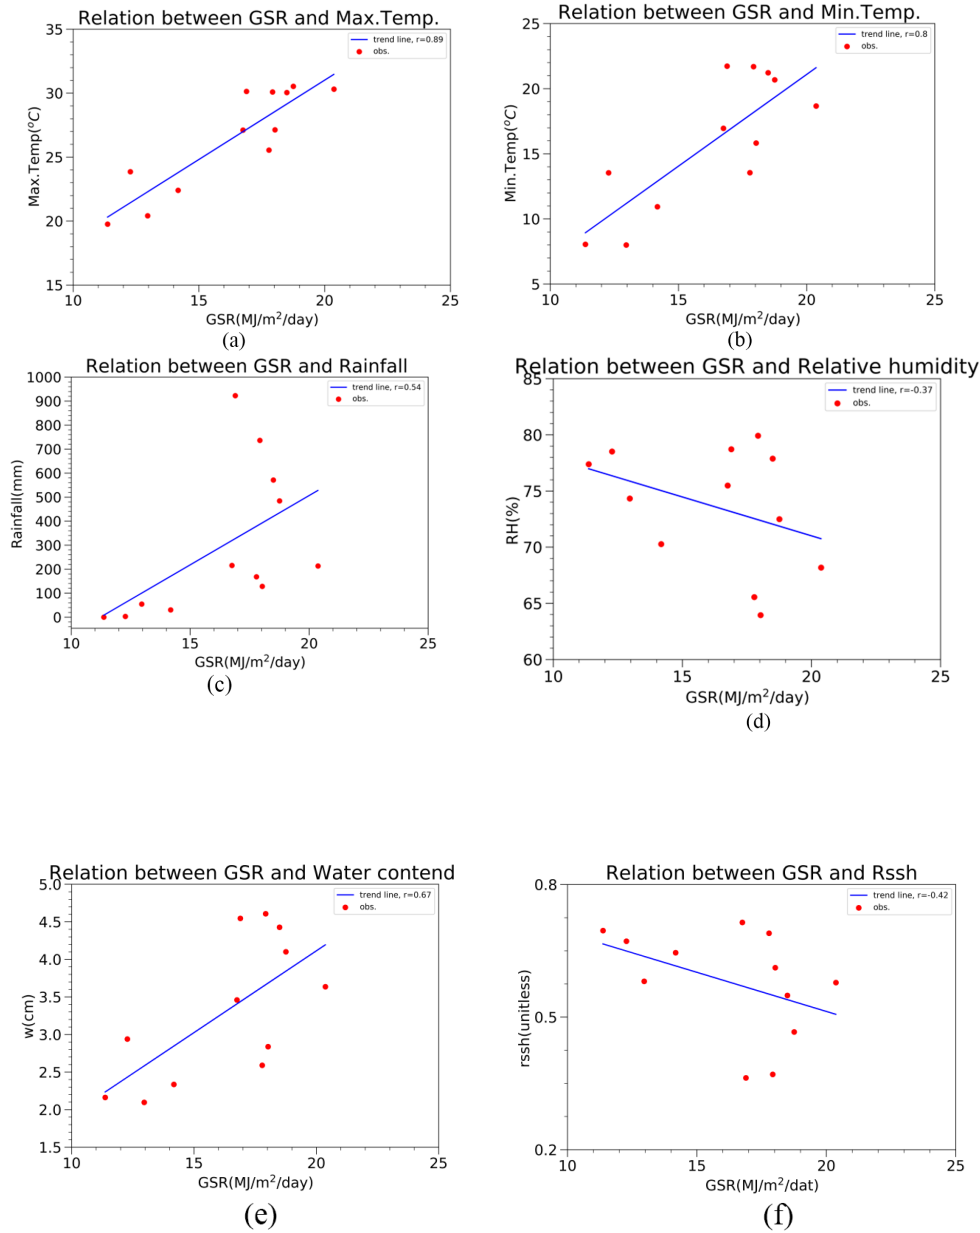 Relation between GSR and Max.Temp.
35
30
25
20
15
Max.Temp(°C)
trend line, r=0.89
obs.
10 15 20 25
GSR(MJ/m²/day)
(a)
Relation between GSR and Min.Temp.
25
20
15
10
5
Min.Temp(°C)
trend line, r=0.8
obs.
10 15 20 25
GSR(MJ/m²/day)
(b)
Relation between GSR and Rainfall
1000
900
800
700
600
500
400
300
200
100
0
Rainfall(mm)
trend line, r=0.54
obs.
10 15 20 25
GSR(MJ/m²/day)
(c)
Relation between GSR and Relative humidity
85
80
75
70
65
60
RH(%)
trend line, r=-0.37
obs.
10 15 20 25
GSR(MJ/m²/day)
(d)
Relation between GSR and Water contend
5.0
4.5
4.0
3.5
3.0
2.5
2.0
1.5
w(cm)
trend line, r=0.67
obs.
10 15 20 25
GSR(MJ/m²/day)
(e)
Relation between GSR and Rssh
0.8
0.5
0.2
rssh(unitless)
trend line, r=-0.42
obs.
10 15 20 25
GSR(MJ/m²/dat)
(f)